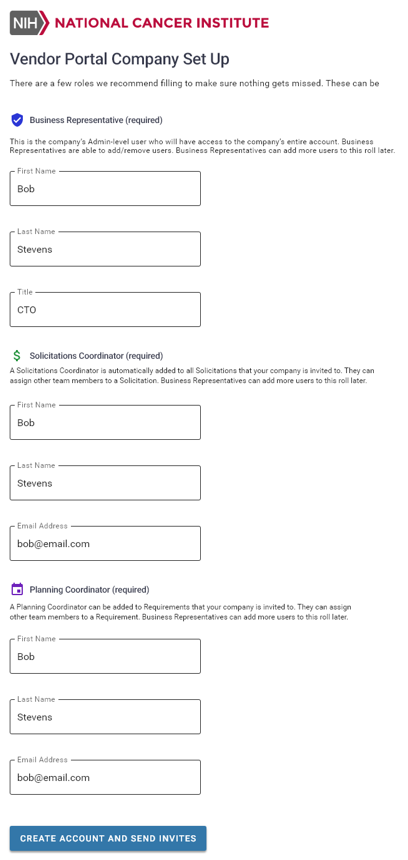 NIH NATIONAL CANCER INSTITUTE
Vendor Portal Company Set Up
There are a few roles we recommend filling to make sure nothing gets missed. These can be
Business Representative (required)
This is the company's Admin-level user who will have access to the company's entire account. Business
Representatives are able to add/remove users. Business Representatives can add more users to this roll later.
First Name
Bob
Last Name
Stevens
Title
CTO
$ Solicitations Coordinator (required)
A Solicitations Coordinator is automatically added to all Solicitations that your company is invited to. They can
assign other team members to a Solicitation. Business Representatives can add more users to this roll later.
First Name
Bob
Last Name
Stevens
Email Address
bob@email.com
Planning Coordinator (required)
A Planning Coordinator can be added to Requirements that your company is invited to. They can assign
other team members to a Requirement. Business Representatives can add more users to this roll later.
First Name
Bob
Last Name
Stevens
Email Address
bob@email.com
CREATE ACCOUNT AND SEND INVITES